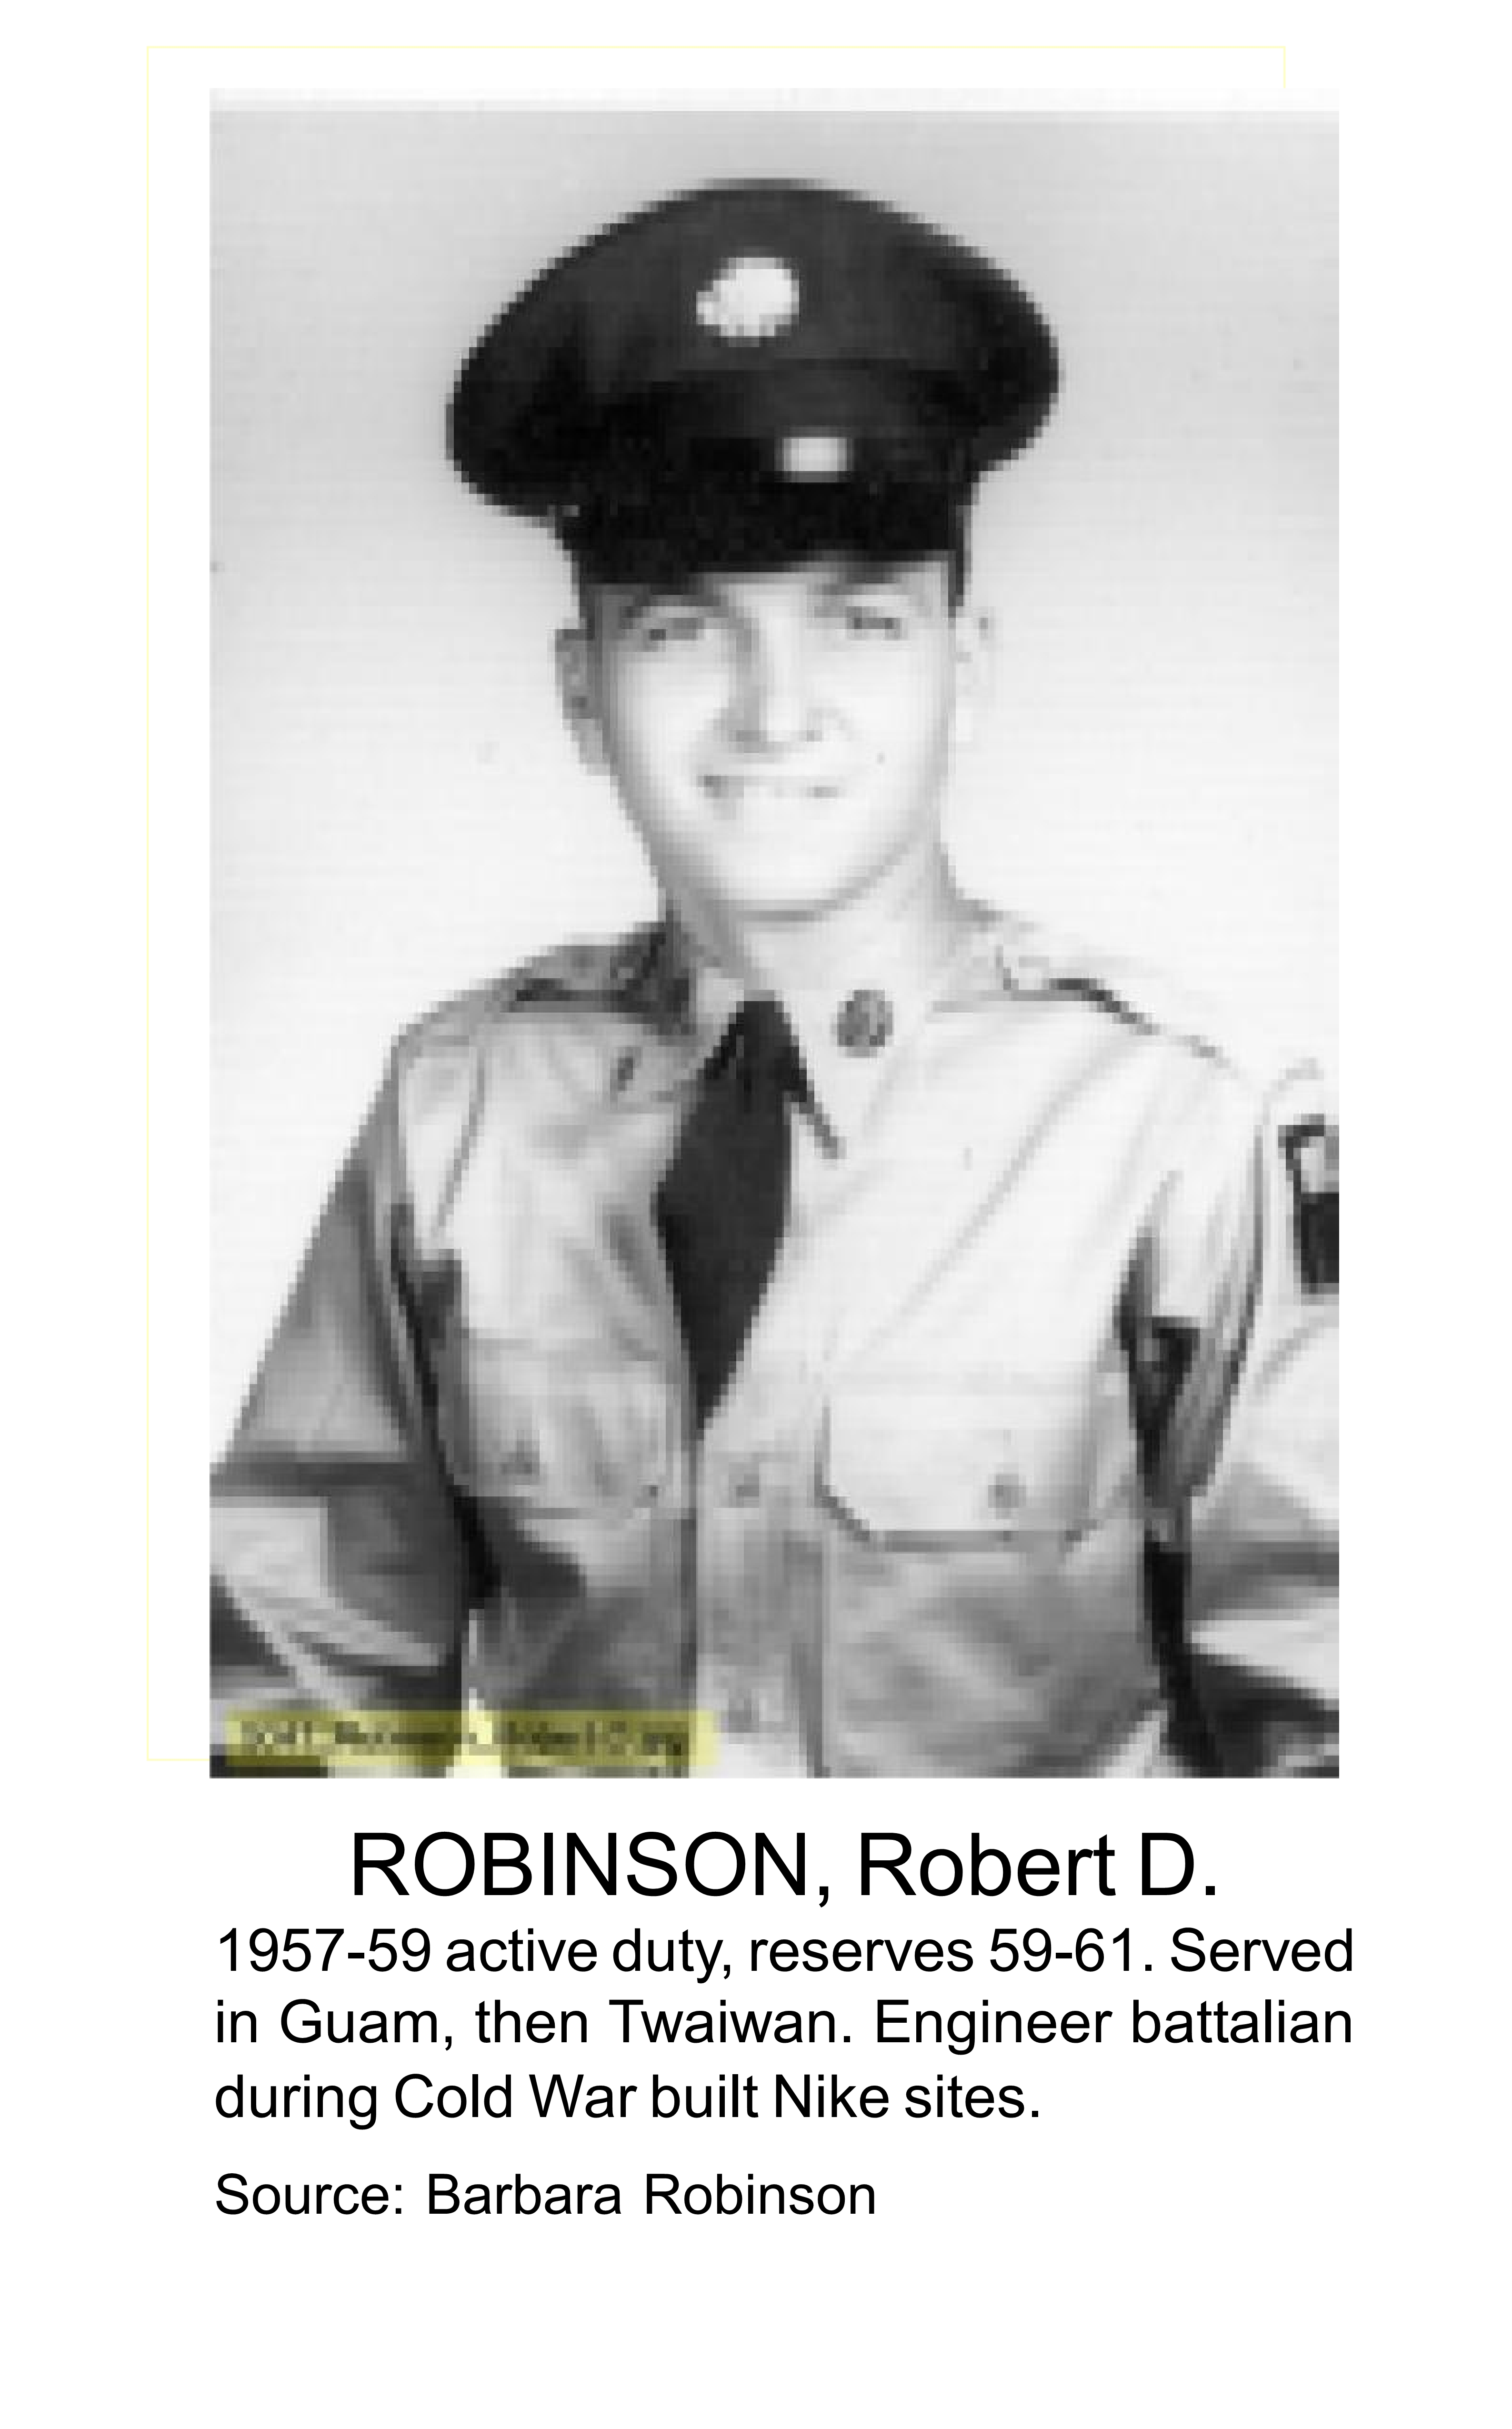 ROBINSON, Robert D.
1957-59 active duty, reserves 59-61. Served
in Guam, then Twaiwan. Engineer battalian
during Cold War built Nike sites.
Source: Barbara Robinson